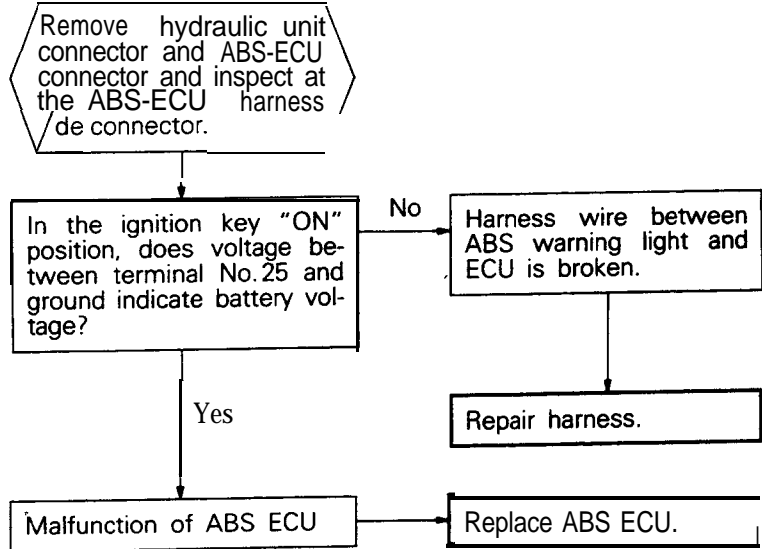 Remove hydraulic unit
connector and ABS-ECU
connector and inspect at
the ABS-ECU harness
de connector.
In the ignition key "ON"
position, does voltage be-
tween terminal No. 25 and
ground indicate battery vol-
tage?
No
Harness wire between
ABS warning light and
ECU is broken.
Repair harness.
Yes
Malfunction of ABS ECU
Replace ABS ECU.